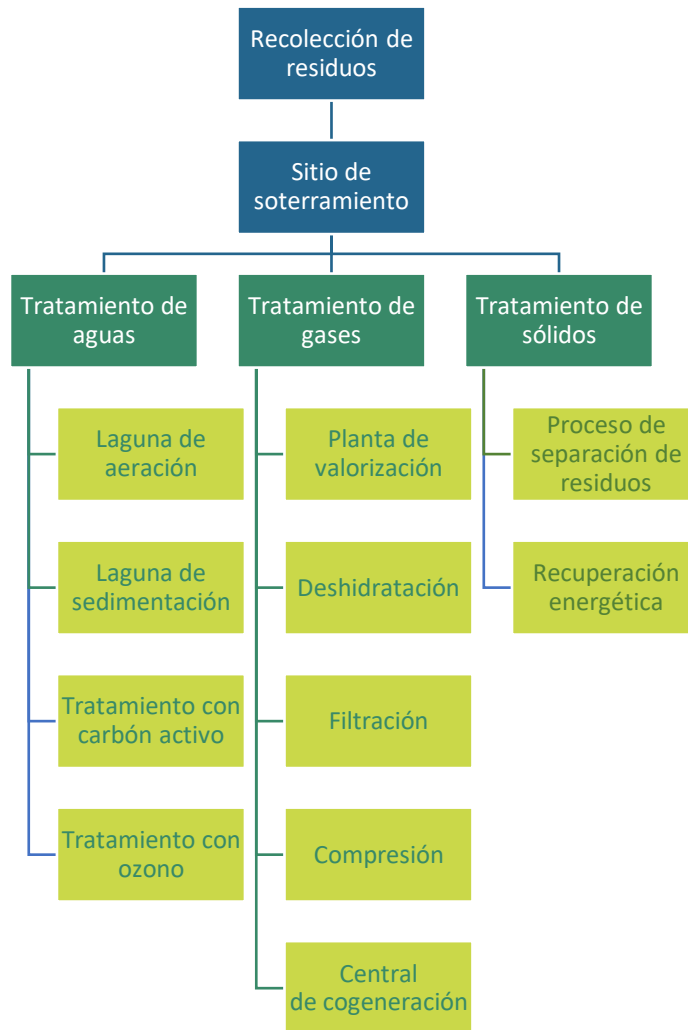 Recolección de
residuos
Sitio de
soterramiento
Tratamiento de
aguas
Laguna de
aeración
Laguna de
sedimentación
Tratamiento con
carbón activo
Tratamiento con
ozono
Tratamiento de
gases
Planta de
valorización
Deshidratación
Filtración
Compresión
Central
de cogeneración
Tratamiento de
sólidos
Proceso de
separación de
residuos
Recuperación
energética